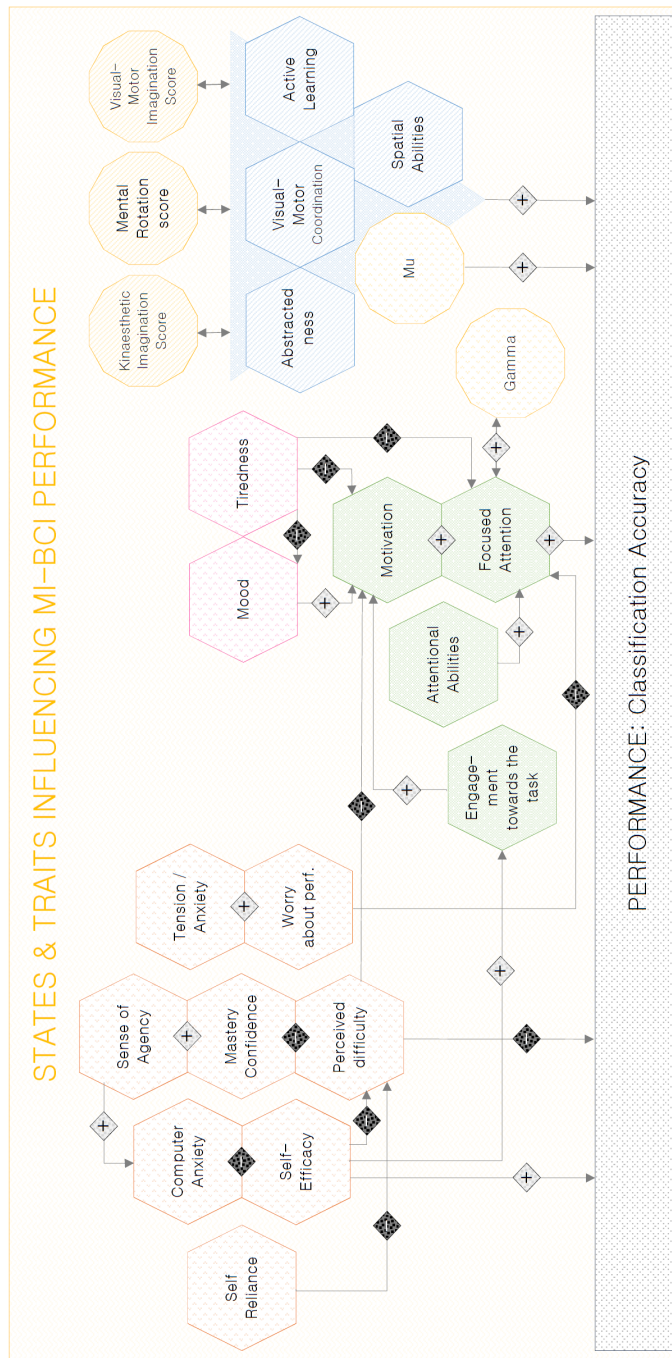 STATES & TRAITS INFLUENCING MI-BCI PERFORMANCE
Self
Reliance
Computer
Anxiety
Self-
Efficacy
Sense of
Agency
Mastery
Confidence
Perceived
difficulty
Tension /
Anxiety
Worry
about perf.
Engage-
ment
towards the
task
Attentional
Abilities
Mood
Tiredness
Motivation
Focused
Attention
Gamma
Mu
Kinaesthetic
Imagination
Score
Mental
Rotation
score
Visual-
Motor
Imagination
Score
Abstracted
ness
Visual-
Motor
Coordination
Active
Learning
Spatial
Abilities
+
-
+
-
-
-
+
+
-
+
-
-
+
+
-
+
-
-
+
+
+
+
+
PERFORMANCE: Classification Accuracy